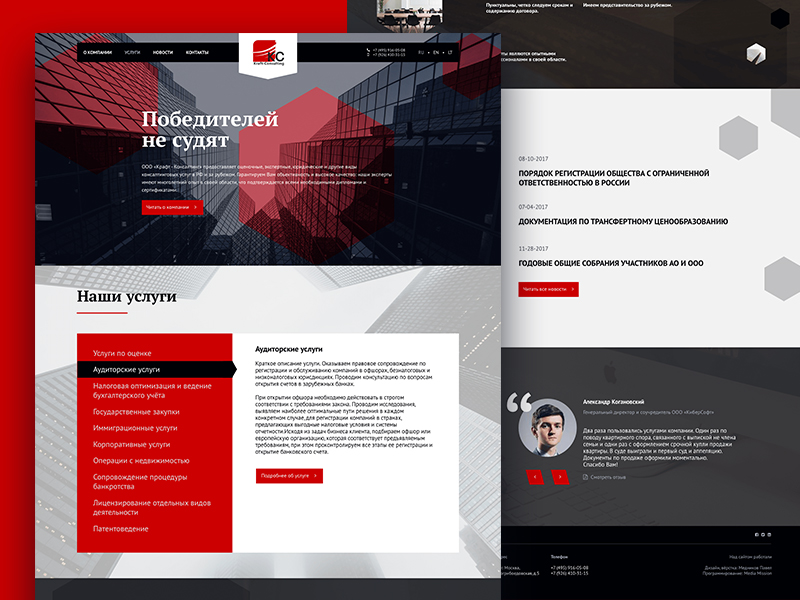 О КОМПАНИИ
УСЛУГИ
НОВОСТИ
КОНТАКТЫ
КС
Kraft-Consulting
+7 (495) 916-05-08
+7 (926) 430-31-15
RU • EN • LT
Победителей
не судят
ООО «Крафт - Консалтинг» предоставляет оценочные, экспертные, юридические и другие виды
консалтинговых услуг в РФ и за рубежом. Гарантируем Вам объективность и высокое качество: наши эксперты
имеют многолетний опыт в своей области, что подтверждается всеми необходимыми дипломами и
сертификатами.
Читать о компании
Наши услуги
Услуги по оценке
Аудиторские услуги
Налоговая оптимизация и ведение
бухгалтерского учёта
Государственные закупки
Иммиграционные услуги
Корпоративные услуги
Операции с недвижимостью
Сопровождение процедуры
банкротства
Лицензирование отдельных видов
деятельности
Патентоведение
Аудиторские услуги
Краткое описание услуги. Оказываем правовое сопровождение по
регистрации и обслуживанию компаний в офшорах, безналоговых и
низконалоговых юрисдикциях. Проводим консультацию по вопросам
открытия счетов в зарубежных банках.
При открытии офшора необходимо действовать в строгом
соответствии с требованиями закона. Проводим исследования,
выявляем наиболее оптимальные пути решения в каждом
конкретном случае, для регистрации компаний в странах,
предлагающих выгодные налоговые условия и системы
отчетности.Исходя из задач бизнеса клиента, подбираем офшор или
европейскую организацию, которая соответствует предъявляемым
требованиям, при этом проконтролируем все этапы ее регистрации и
открытие банковского счета.
Подробнее об услуге
Пунктуальны, четко следуем срокам и
содержанию договора.
Имеем представительство за рубежом.
ты являются опытными
ссионалами в своей области.
08-10-2017
ПОРЯДОК РЕГИСТРАЦИИ ОБЩЕСТВА С ОГРАНИЧЕННОЙ
ОТВЕТСТВЕННОСТЬЮ В РОССИИ
07-04-2017
ДОКУМЕНТАЦИЯ ПО ТРАНСФЕРТНОМУ ЦЕНООБРАЗОВАНИЮ
11-28-2017
ГОДОВЫЕ ОБЩИЕ СОБРАНИЯ УЧАСТНИКОВ АО И ООО
Читать все новости
Александр Когановский
Генеральный директор и соучредитель ООО «КиберСофт»
Два раза пользовались услугами компании. Один раз по
поводу квартирного спора, связанного с выпиской не члена
семьи и один раз с оформлением срочной купли продажи
квартиры. В суде выиграли и первый суд и аппеляцию.
Документы по продаже оформили моментально.
Спасибо Вам!
Смотреть отзыв
Телефон
г. Москва,
+7 (495) 916-05-08
+7 (926) 430-31-15
Над сайтом работали
Дизайн, вёрстка: Медников Павел
Программирование: Media Mission